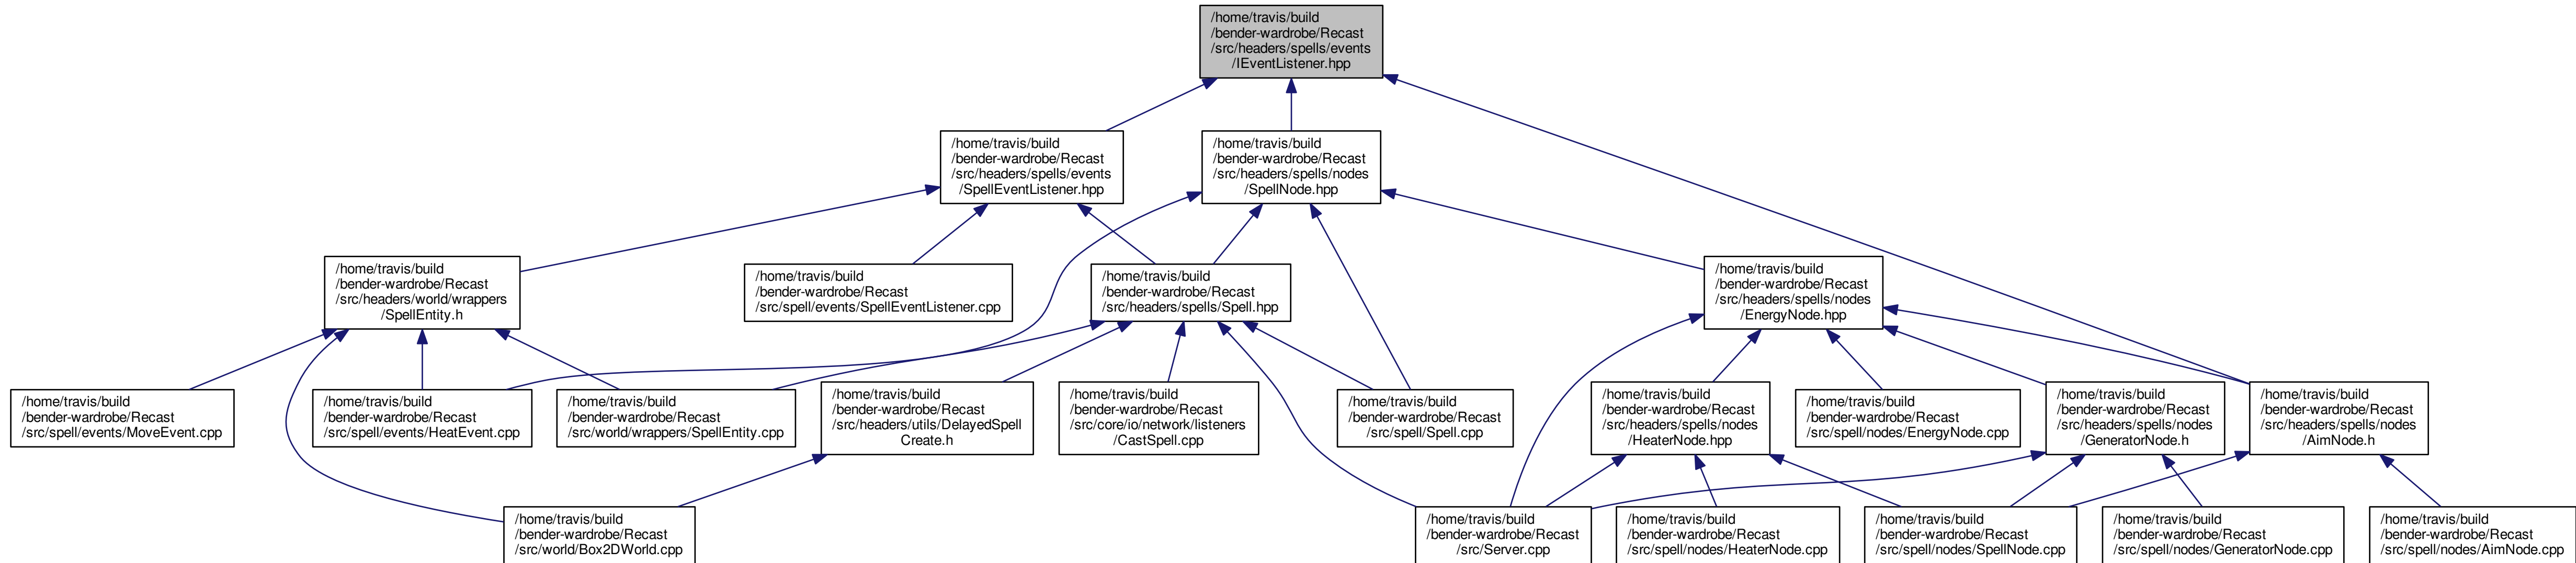 /home/travis/build
/bender-wardrobe/Recast
/src/headers/spells/events
/IEventListener.hpp
/home/travis/build
/bender-wardrobe/Recast
/src/headers/spells/events
/SpellEventListener.hpp
/home/travis/build
/bender-wardrobe/Recast
/src/headers/spells/nodes
/SpellNode.hpp
/home/travis/build
/bender-wardrobe/Recast
/src/headers/world/wrappers
/SpellEntity.h
/home/travis/build
/bender-wardrobe/Recast
/src/spell/events/SpellEventListener.cpp
/home/travis/build
/bender-wardrobe/Recast
/src/headers/spells/Spell.hpp
/home/travis/build
/bender-wardrobe/Recast
/src/headers/spells/nodes
/EnergyNode.hpp
/home/travis/build
/bender-wardrobe/Recast
/src/spell/events/MoveEvent.cpp
/home/travis/build
/bender-wardrobe/Recast
/src/spell/events/HeatEvent.cpp
/home/travis/build
/bender-wardrobe/Recast
/src/world/wrappers/SpellEntity.cpp
/home/travis/build
/bender-wardrobe/Recast
/src/headers/utils/DelayedSpell
Create.h
/home/travis/build
/bender-wardrobe/Recast
/src/core/io/network/listeners
/CastSpell.cpp
/home/travis/build
/bender-wardrobe/Recast
/src/spell/Spell.cpp
/home/travis/build
/bender-wardrobe/Recast
/src/headers/spells/nodes
/HeaterNode.hpp
/home/travis/build
/bender-wardrobe/Recast
/src/spell/nodes/EnergyNode.cpp
/home/travis/build
/bender-wardrobe/Recast
/src/headers/spells/nodes
/GeneratorNode.h
/home/travis/build
/bender-wardrobe/Recast
/src/headers/spells/nodes
/AimNode.h
/home/travis/build
/bender-wardrobe/Recast
/src/world/Box2DWorld.cpp
/home/travis/build
/bender-wardrobe/Recast
/src/Server.cpp
/home/travis/build
/bender-wardrobe/Recast
/src/spell/nodes/HeaterNode.cpp
/home/travis/build
/bender-wardrobe/Recast
/src/spell/nodes/SpellNode.cpp
/home/travis/build
/bender-wardrobe/Recast
/src/spell/nodes/GeneratorNode.cpp
/home/travis/build
/bender-wardrobe/Recast
/src/spell/nodes/AimNode.cpp